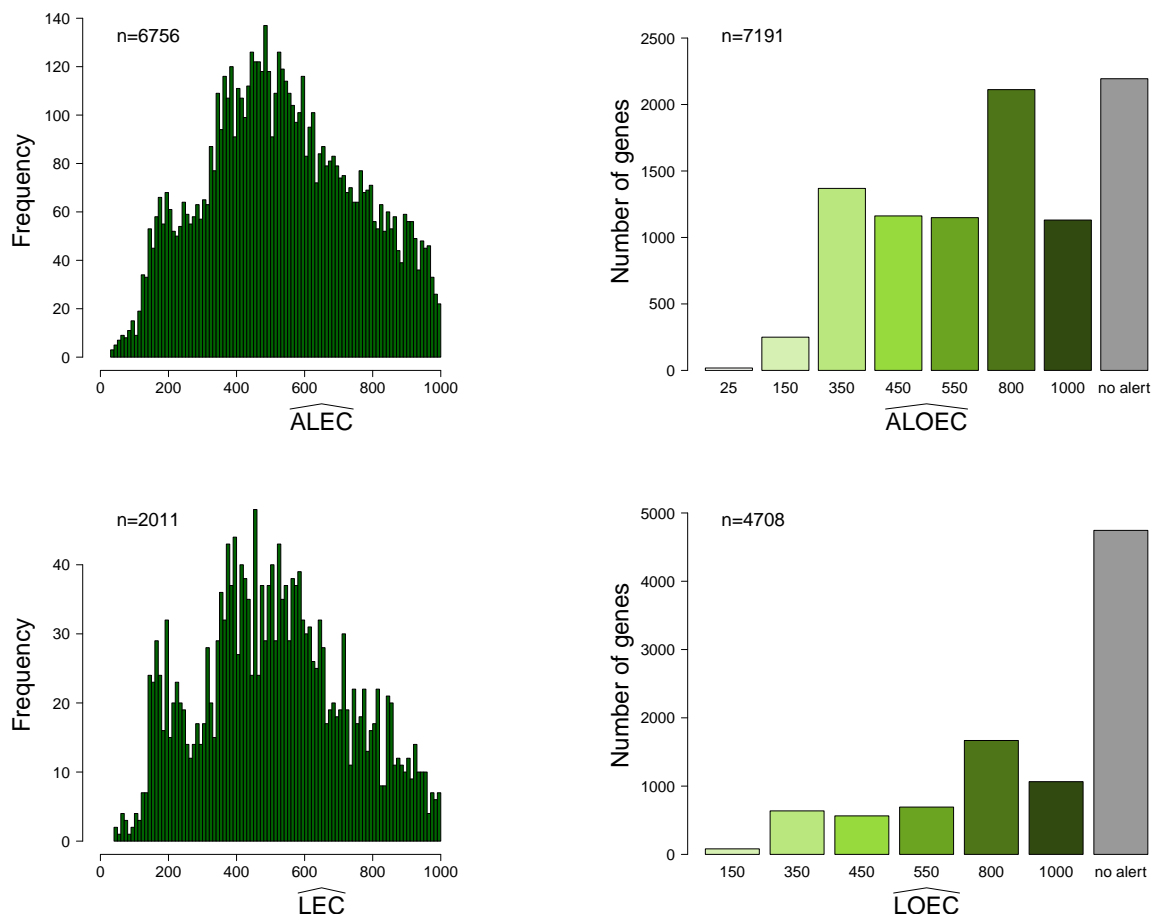 n=6756
Frequency
140
120
100
80
60
40
20
0
0 200 400 600 800 1000
ALEC
n=7191
Number of genes
2500
2000
1500
1000
500
0
25 150 350 450 550 800 1000 no alert
ALOEC
n=2011
Frequency
40
30
20
10
0
0 200 400 600 800 1000
LEC
n=4708
Number of genes
5000
4000
3000
2000
1000
0
150 350 450 550 800 1000 no alert
LOEC